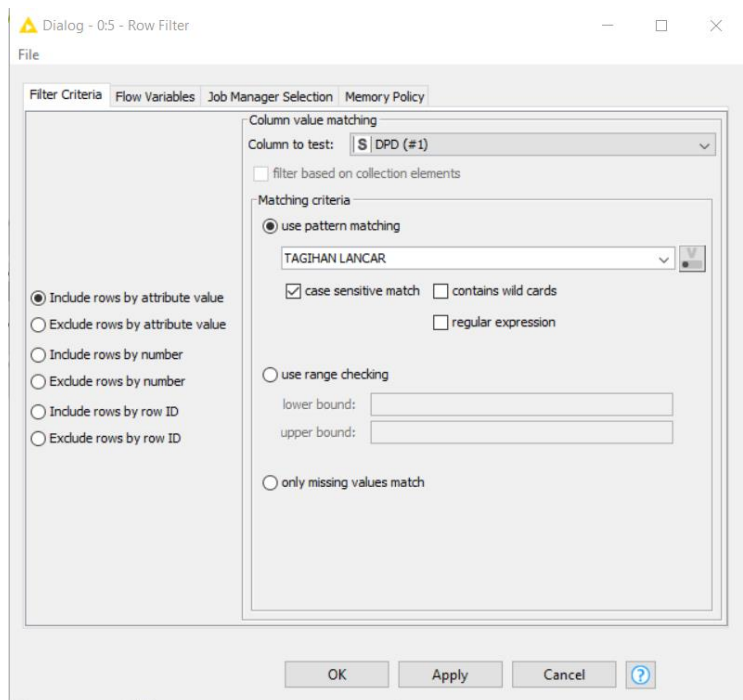 Dialog - 0:5 - Row Filter
File
Filter Criteria Flow Variables Job Manager Selection Memory Policy
Column value matching
Column to test: S DPD (#1)
filter based on collection elements
Matching criteria
use pattern matching
TAGIHAN LANCAR
V
case sensitive match contains wild cards
regular expression
Include rows by attribute value
Exclude rows by attribute value
Include rows by number
Exclude rows by number
Include rows by row ID
Exclude rows by row ID
use range checking
lower bound:
upper bound:
only missing values match
OK Apply Cancel ?